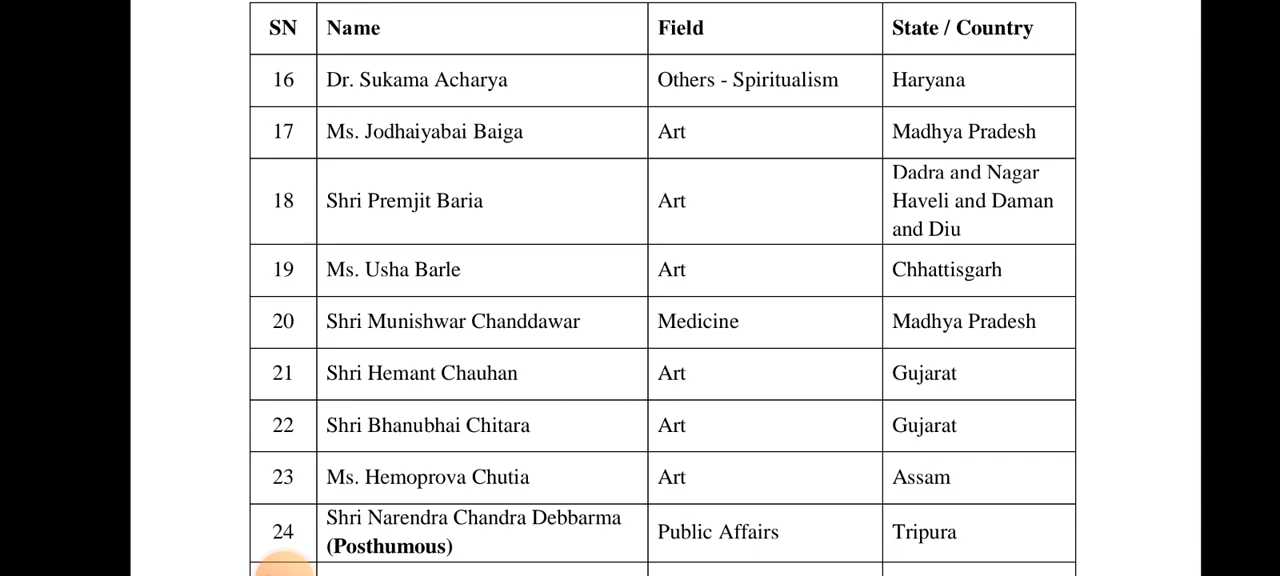 SN Name Field State / Country
16 Dr. Sukama Acharya Others - Spiritualism Haryana
17 Ms. Jodhaiyabai Baiga Art Madhya Pradesh
18 Shri Premjit Baria Art Dadra and Nagar
Haveli and Daman
and Diu
19 Ms. Usha Barle Art Chhattisgarh
20 Shri Munishwar Chanddawar Medicine Madhya Pradesh
21 Shri Hemant Chauhan Art Gujarat
22 Shri Bhanubhai Chitara Art Gujarat
23 Ms. Hemoprova Chutia Art Assam
24 Shri Narendra Chandra Debbarma
(Posthumous) Public Affairs Tripura